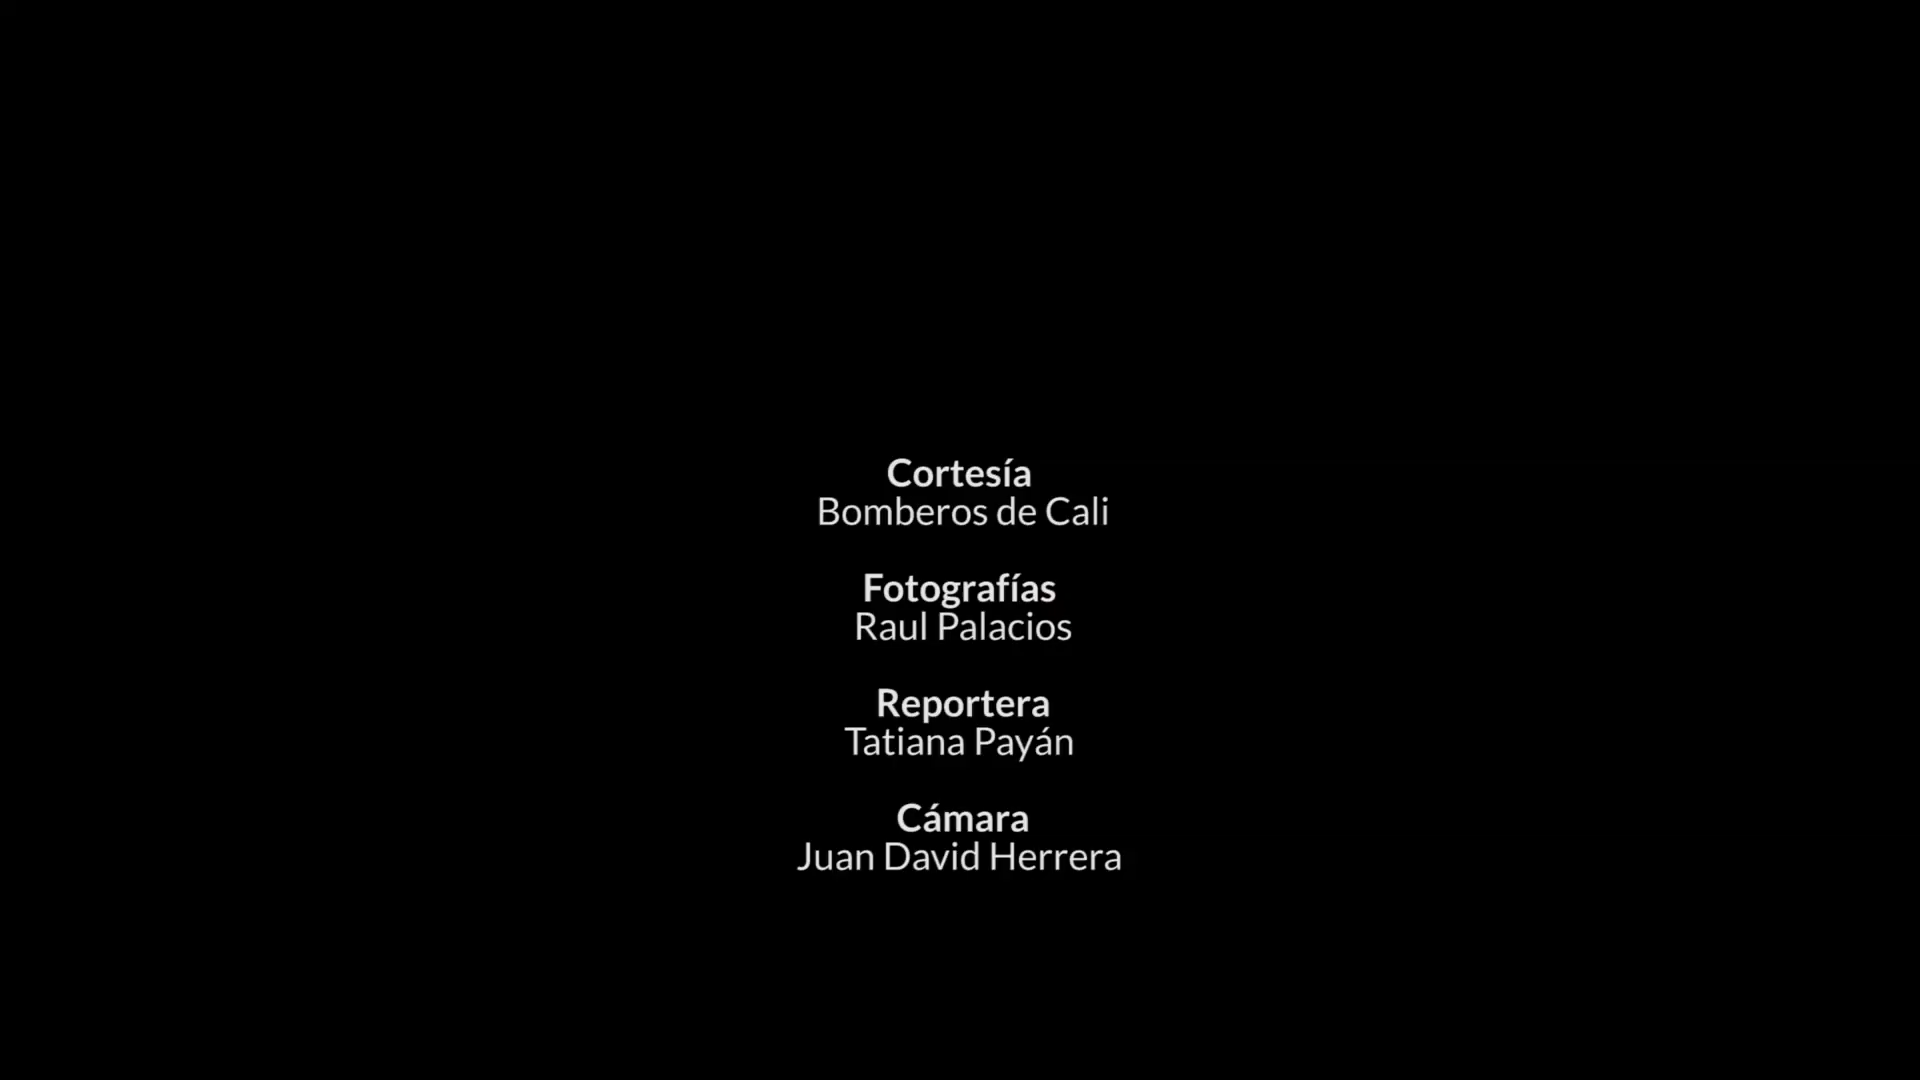 Cortesía
Bomberos de Cali
Fotografías
Raul Palacios
Reportera
Tatiana Payán
Cámara
Juan David Herrera